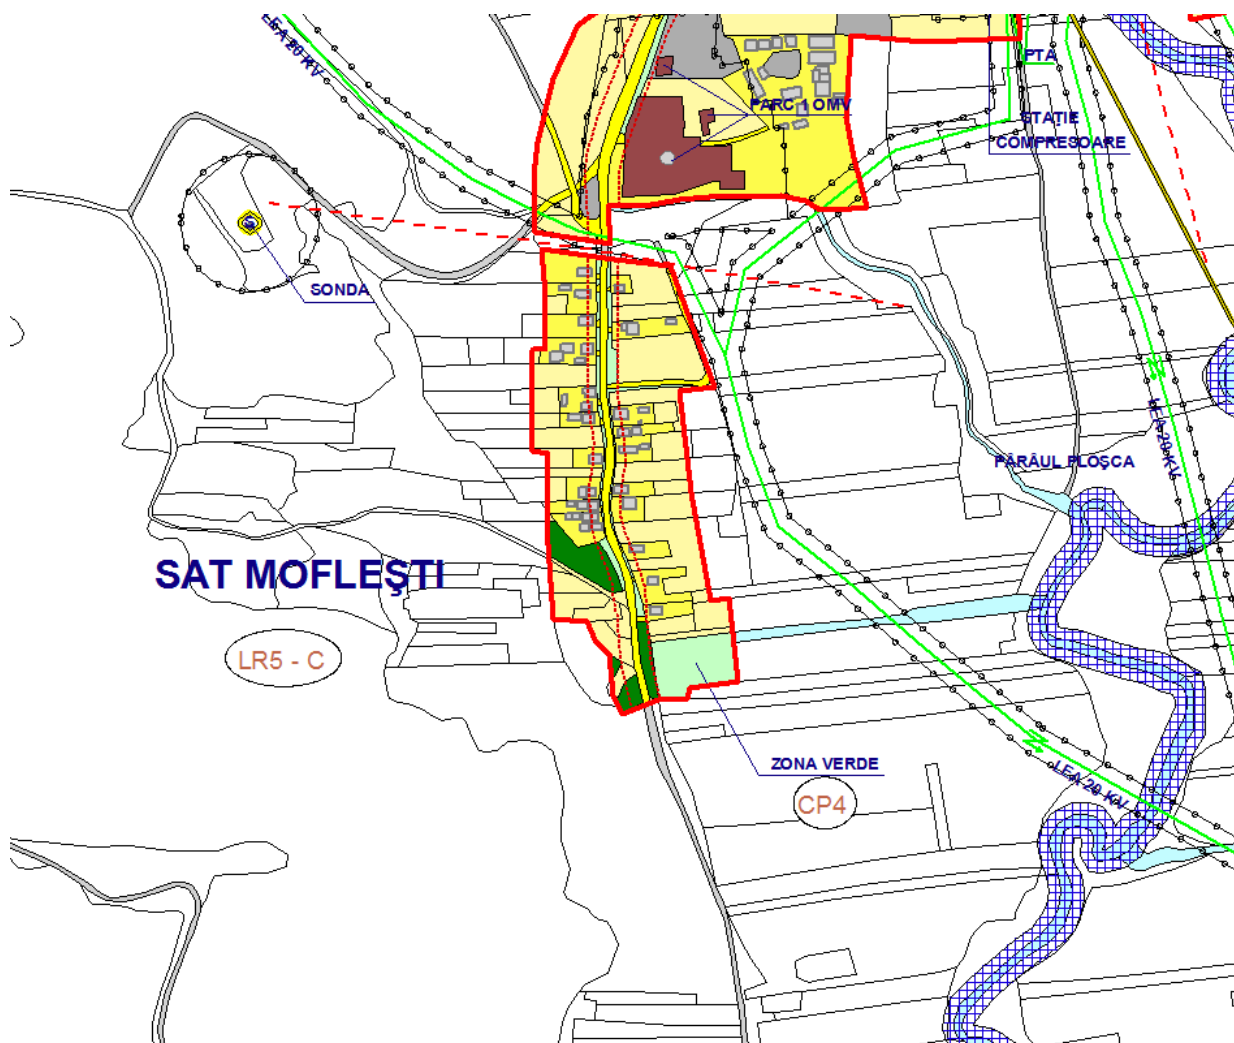 LEA 20 KV
PTA
PARC 1 OMV
STAȚIE
COMPRESOARE
SONDA
LEA 20 KV
PÂRÂUL PLOȘCA
SAT MOFLEȘTI
LR5 - C
ZONA VERDE
LEA 20 KV
CP4